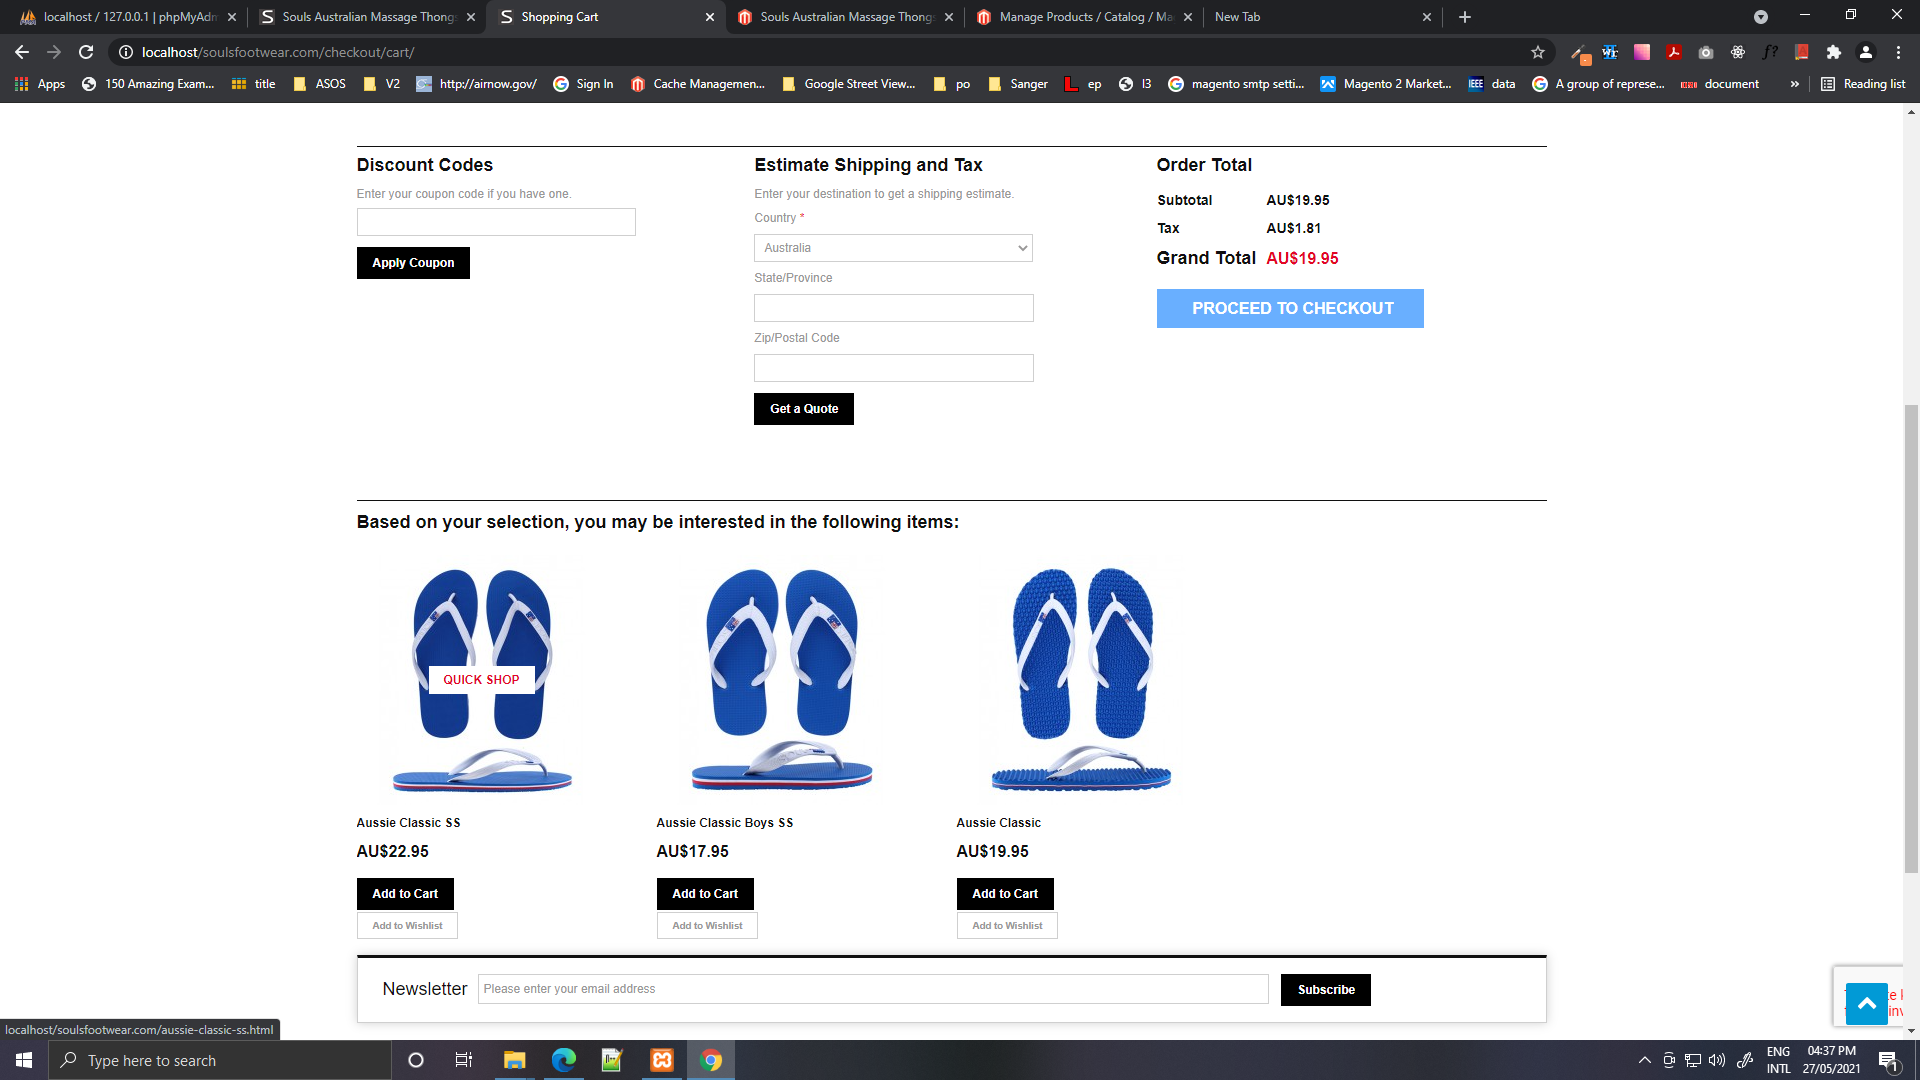 localhost / 127.0.0.1 | phpMyAdm
Souls Australian Massage Thongs
Shopping Cart
Souls Australian Massage Thongs
Manage Products / Catalog / Ma
New Tab
localhost/soulsfootwear.com/checkout/cart/
Apps
150 Amazing Exam...
title
ASOS
V2
http://airnow.gov/
Sign In
Cache Managemen...
Google Street View...
po
Sanger
ep
l3
magento smtp setti...
Magento 2 Market...
data
A group of represe...
document
»
Reading list
Discount Codes
Enter your coupon code if you have one.
Apply Coupon
Estimate Shipping and Tax
Enter your destination to get a shipping estimate.
Country *
Australia
State/Province
Zip/Postal Code
Get a Quote
Order Total
Subtotal AU$19.95
Tax AU$1.81
Grand Total AU$19.95
PROCEED TO CHECKOUT
Based on your selection, you may be interested in the following items:
QUICK SHOP
Aussie Classic SS
AU$22.95
Add to Cart
Add to Wishlist
Aussie Classic Boys SS
AU$17.95
Add to Cart
Add to Wishlist
Aussie Classic
AU$19.95
Add to Cart
Add to Wishlist
Newsletter
Please enter your email address
Subscribe
localhost/soulsfootwear.com/aussie-classic-ss.html
Type here to search
ENG
INTL
04:37 PM
27/05/2021
1